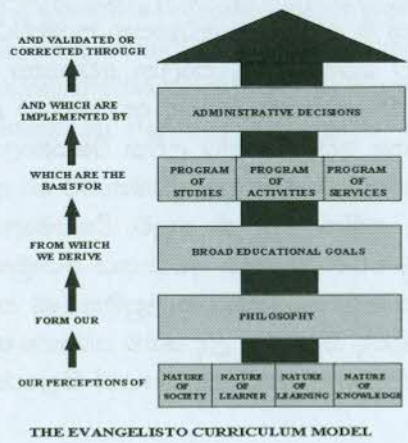 AND VALIDATED OR
CORRECTED THROUGH
AND WHICH ARE
IMPLEMENTED BY
ADMINISTRATIVE DECISIONS
WHICH ARE THE
BASIS FOR
PROGRAM
OF
STUDIES
PROGRAM
OF
ACTIVITIES
PROGRAM
OF
SERVICES
FROM WHICH
WE DERIVE
BROAD EDUCATIONAL GOALS
FORM OUR
PHILOSOPHY
OUR PERCEPTIONS OF
NATURE
OF
SOCIETY
NATURE
OF
LEARNER
NATURE
OF
LEARNING
NATURE
OF
KNOWLEDGE
THE EVANGELISTO CURRICULUM MODEL